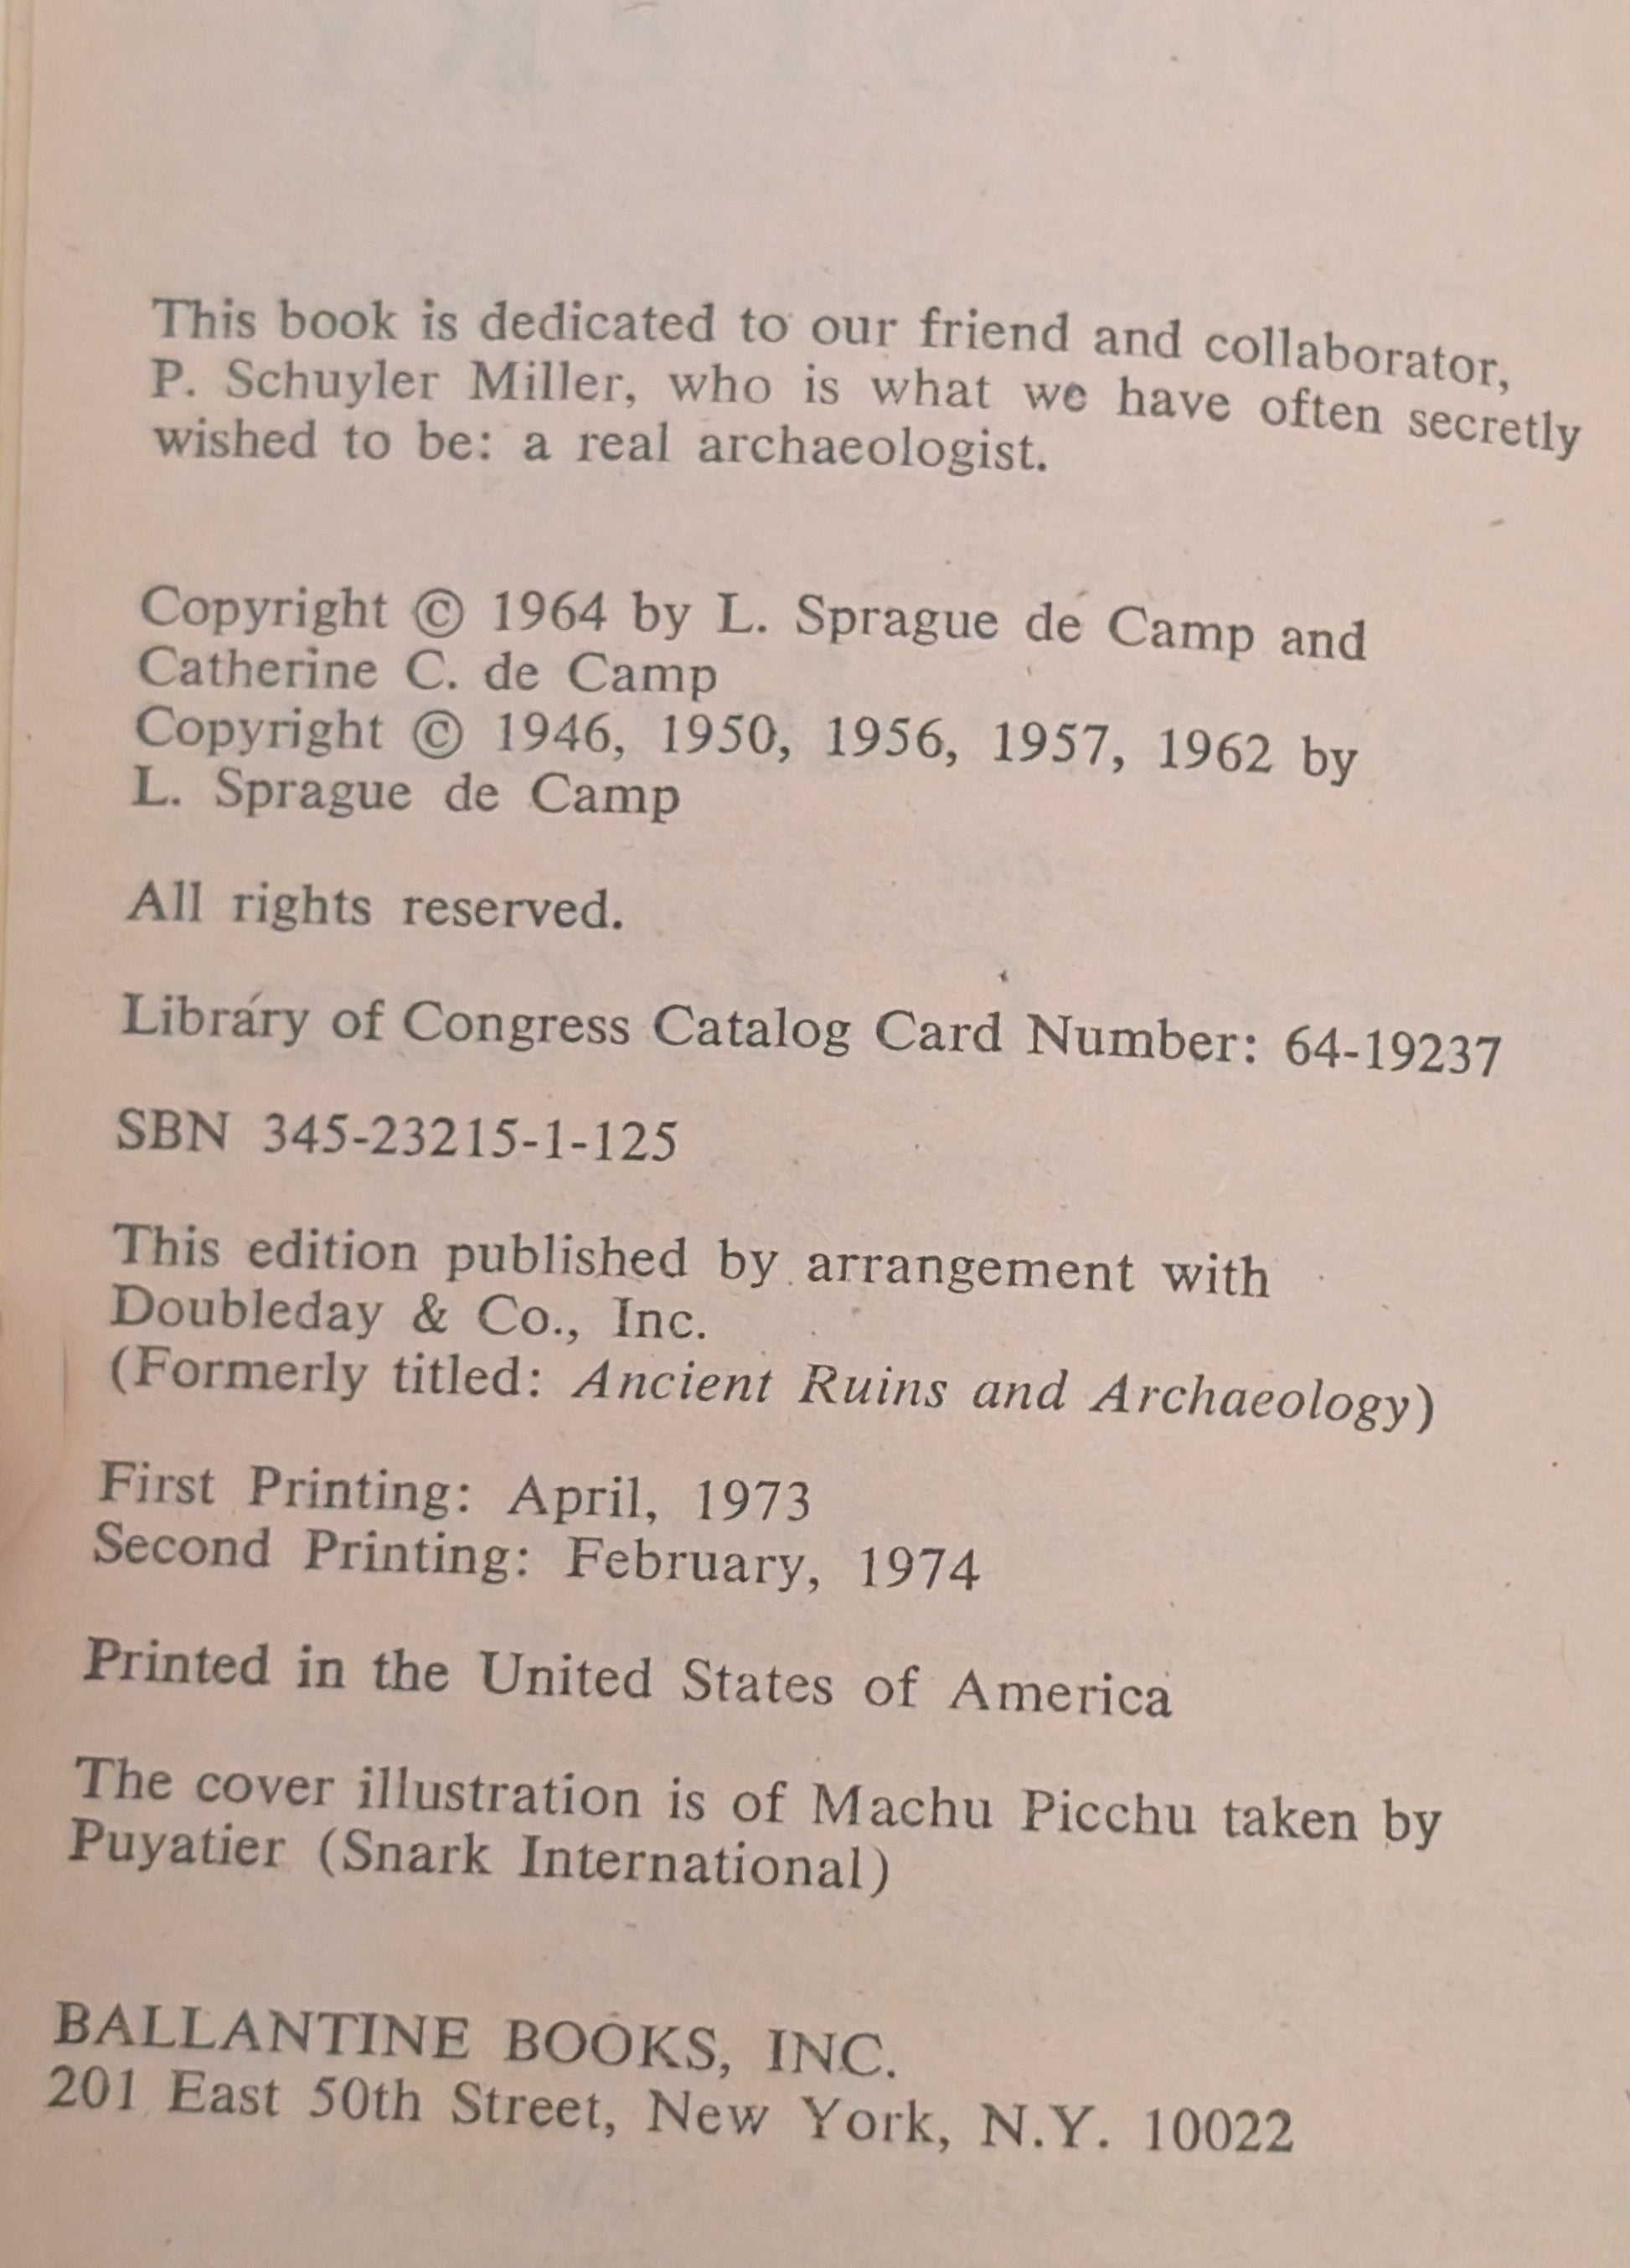 This book is dedicated to our friend and collaborator,
P. Schuyler Miller, who is what we have often secretly
wished to be: a real archaeologist.
Copyright © 1964 by L. Sprague de Camp and
Catherine C. de Camp
Copyright © 1946, 1950, 1956, 1957, 1962 by
L. Sprague de Camp
All rights reserved.
Library of Congress Catalog Card Number: 64-19237
SBN 345-23215-1-125
This edition published by arrangement with
Doubleday & Co., Inc.
(Formerly titled: Ancient Ruins and Archaeology)
First Printing: April, 1973
Second Printing: February, 1974
Printed in the United States of America
The cover illustration is of Machu Picchu taken by
Puyatier (Snark International)
BALLANTINE BOOKS, INC.
201 East 50th Street, New York, N.Y. 10022